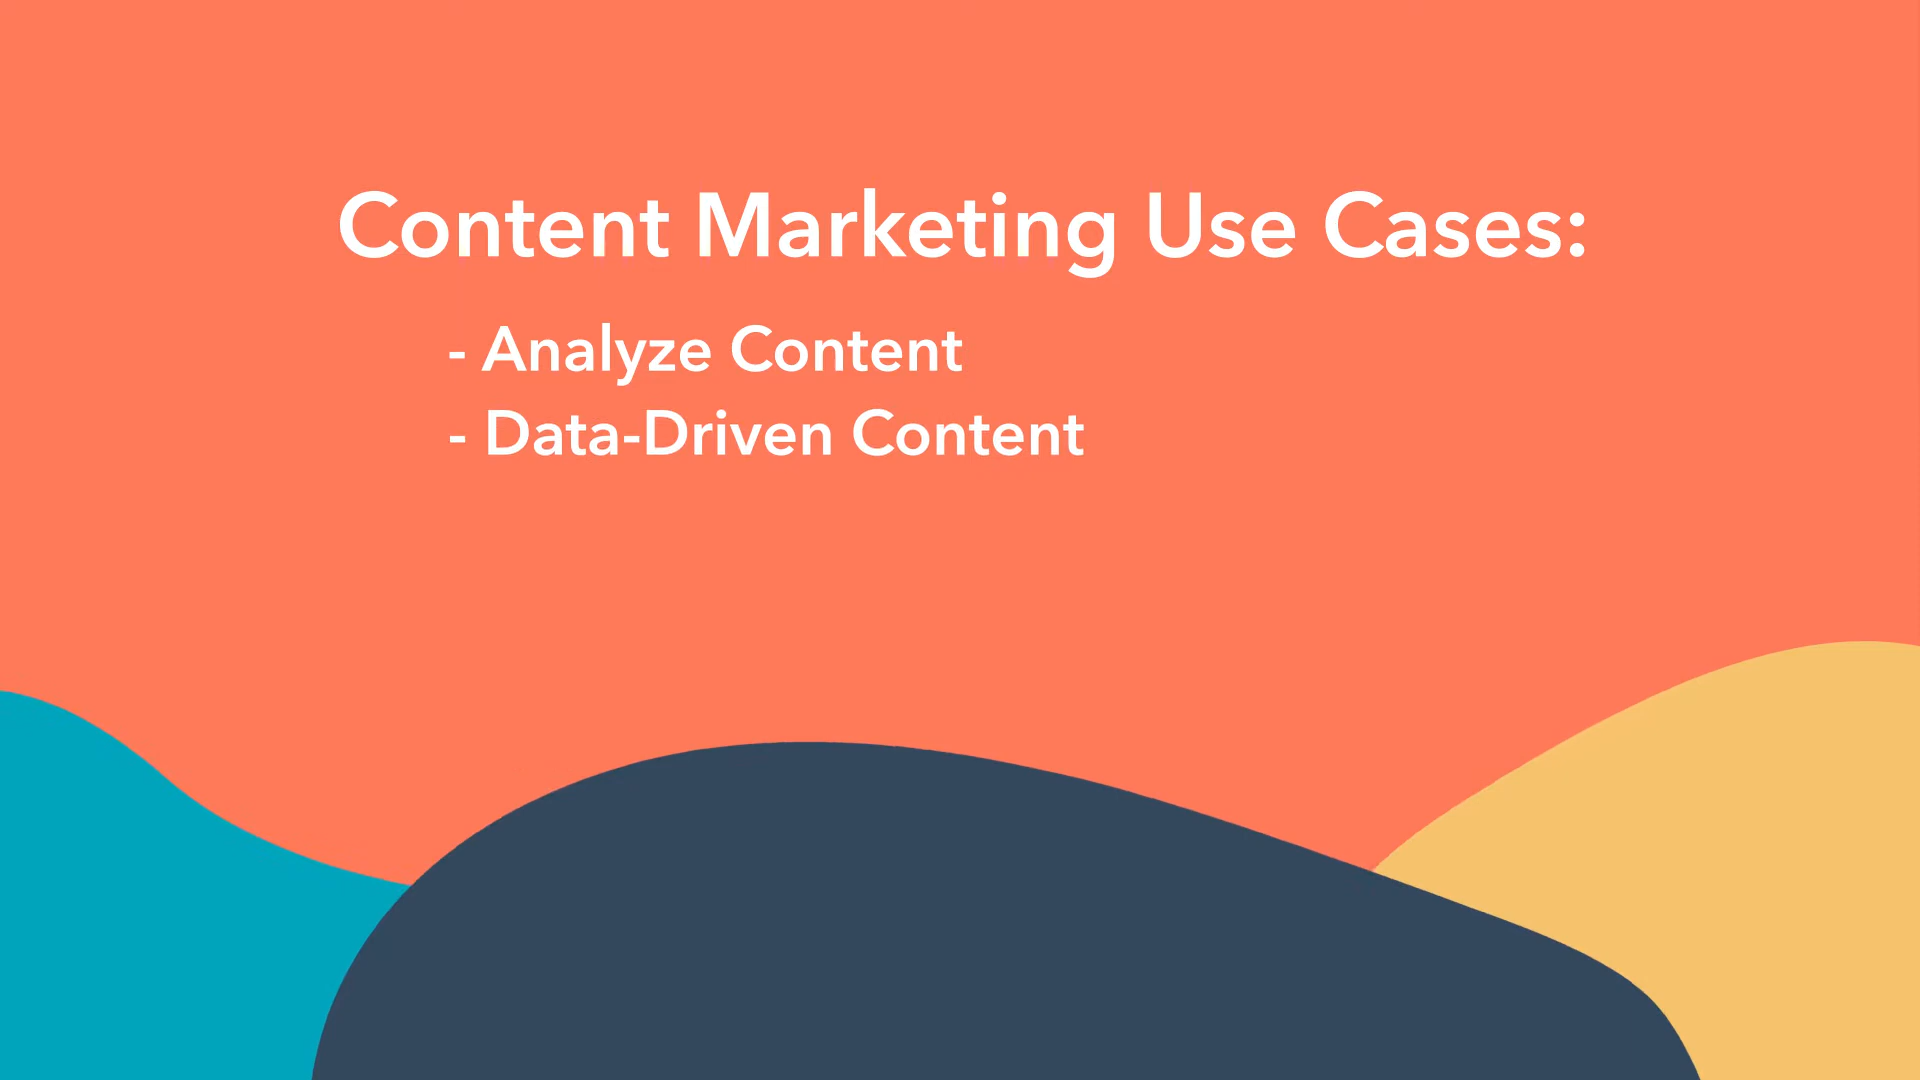 Content Marketing Use Cases:
- Analyze Content
- Data-Driven Content